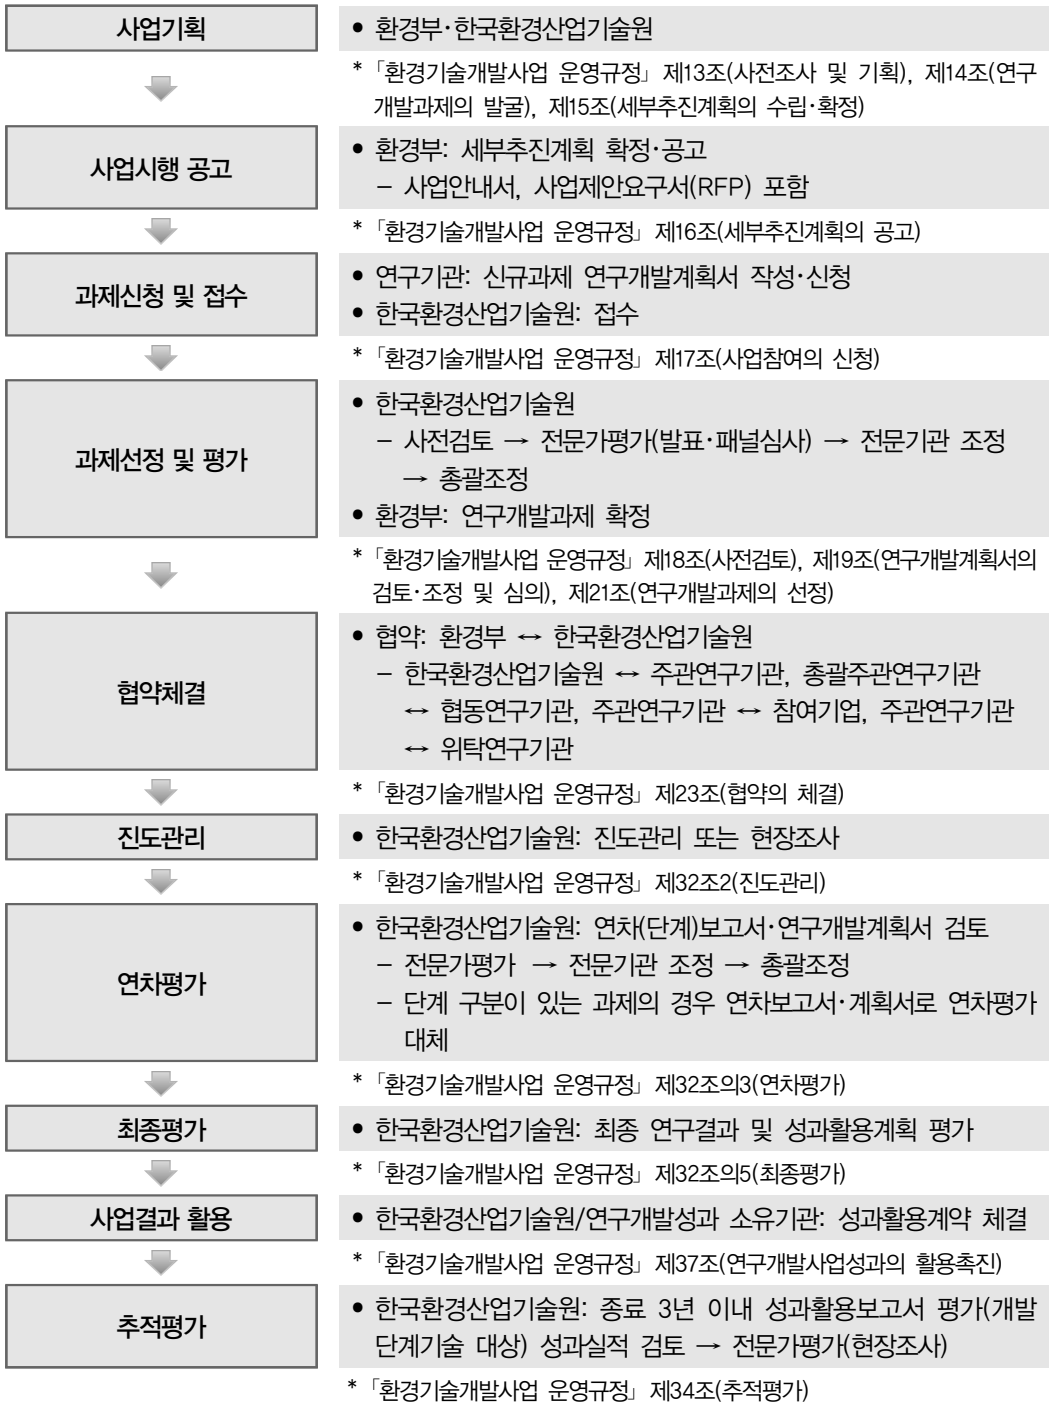 사업기획
• 환경부·한국환경산업기술원
* 「환경기술개발사업 운영규정」 제13조(사전조사 및 기획), 제14조(연구
개발과제의 발굴), 제15조(세부추진계획의 수립·확정)
사업시행 공고
• 환경부: 세부추진계획 확정·공고
– 사업안내서, 사업제안요구서(RFP) 포함
* 「환경기술개발사업 운영규정」 제16조(세부추진계획의 공고)
과제신청 및 접수
• 연구기관: 신규과제 연구개발계획서 작성·신청
• 한국환경산업기술원: 접수
* 「환경기술개발사업 운영규정」 제17조(사업참여의 신청)
과제선정 및 평가
• 한국환경산업기술원
– 사전검토 → 전문가평가(발표·패널심사) → 전문기관 조정
→ 총괄조정
• 환경부: 연구개발과제 확정
* 「환경기술개발사업 운영규정」 제18조(사전검토), 제19조(연구개발계획서의
검토·조정 및 심의), 제21조(연구개발과제의 선정)
협약체결
• 협약: 환경부 ↔ 한국환경산업기술원
– 한국환경산업기술원 ↔ 주관연구기관, 총괄주관연구기관
↔ 협동연구기관, 주관연구기관 ↔ 참여기업, 주관연구기관
↔ 위탁연구기관
* 「환경기술개발사업 운영규정」 제23조(협약의 체결)
진도관리
• 한국환경산업기술원: 진도관리 또는 현장조사
* 「환경기술개발사업 운영규정」 제32조2(진도관리)
연차평가
• 한국환경산업기술원: 연차(단계)보고서·연구개발계획서 검토
– 전문가평가 → 전문기관 조정 → 총괄조정
– 단계 구분이 있는 과제의 경우 연차보고서·계획서로 연차평가
대체
* 「환경기술개발사업 운영규정」 제32조의3(연차평가)
최종평가
• 한국환경산업기술원: 최종 연구결과 및 성과활용계획 평가
* 「환경기술개발사업 운영규정」 제32조의5(최종평가)
사업결과 활용
• 한국환경산업기술원/연구개발성과 소유기관: 성과활용계약 체결
* 「환경기술개발사업 운영규정」 제37조(연구개발사업성과의 활용촉진)
추적평가
• 한국환경산업기술원: 종료 3년 이내 성과활용보고서 평가(개발
단계기술 대상) 성과실적 검토 → 전문가평가(현장조사)
* 「환경기술개발사업 운영규정」 제34조(추적평가)